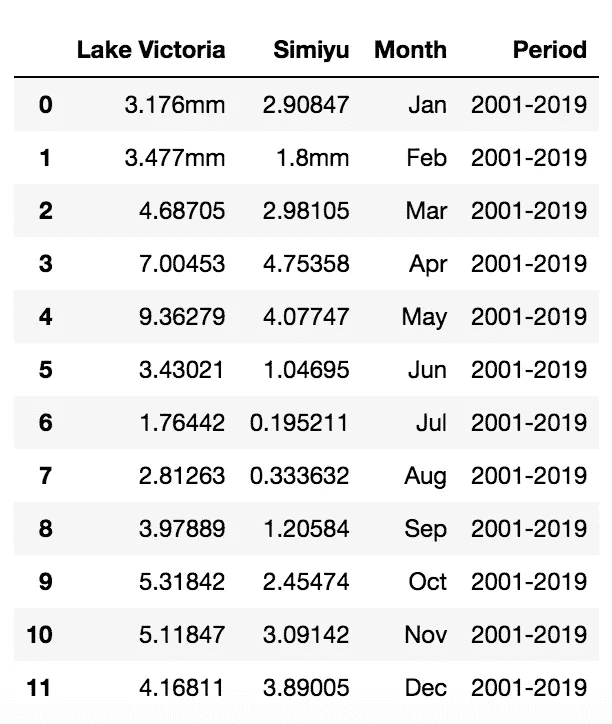 Lake Victoria Simiyu Month Period
0 3.176mm 2.90847 Jan 2001-2019
1 3.477mm 1.8mm Feb 2001-2019
2 4.68705 2.98105 Mar 2001-2019
3 7.00453 4.75358 Apr 2001-2019
4 9.36279 4.07747 May 2001-2019
5 3.43021 1.04695 Jun 2001-2019
6 1.76442 0.195211 Jul 2001-2019
7 2.81263 0.333632 Aug 2001-2019
8 3.97889 1.20584 Sep 2001-2019
9 5.31842 2.45474 Oct 2001-2019
10 5.11847 3.09142 Nov 2001-2019
11 4.16811 3.89005 Dec 2001-2019